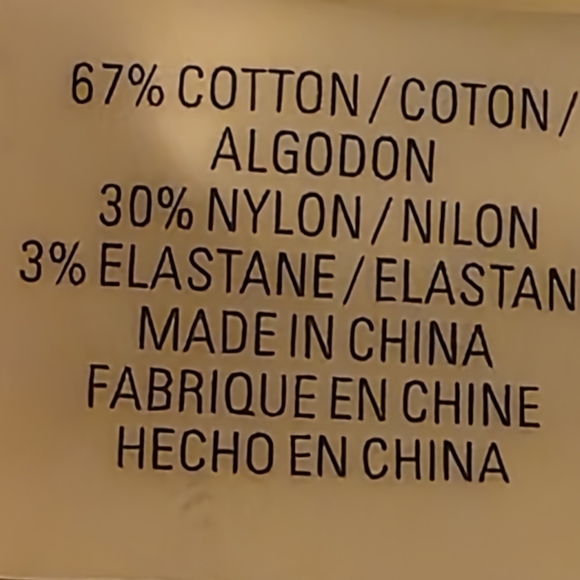 67% COTTON / COTON /
ALGODON
30% NYLON / NILON
3% ELASTANE / ELASTAN
MADE IN CHINA
FABRIQUE EN CHINE
HECHO EN CHINA